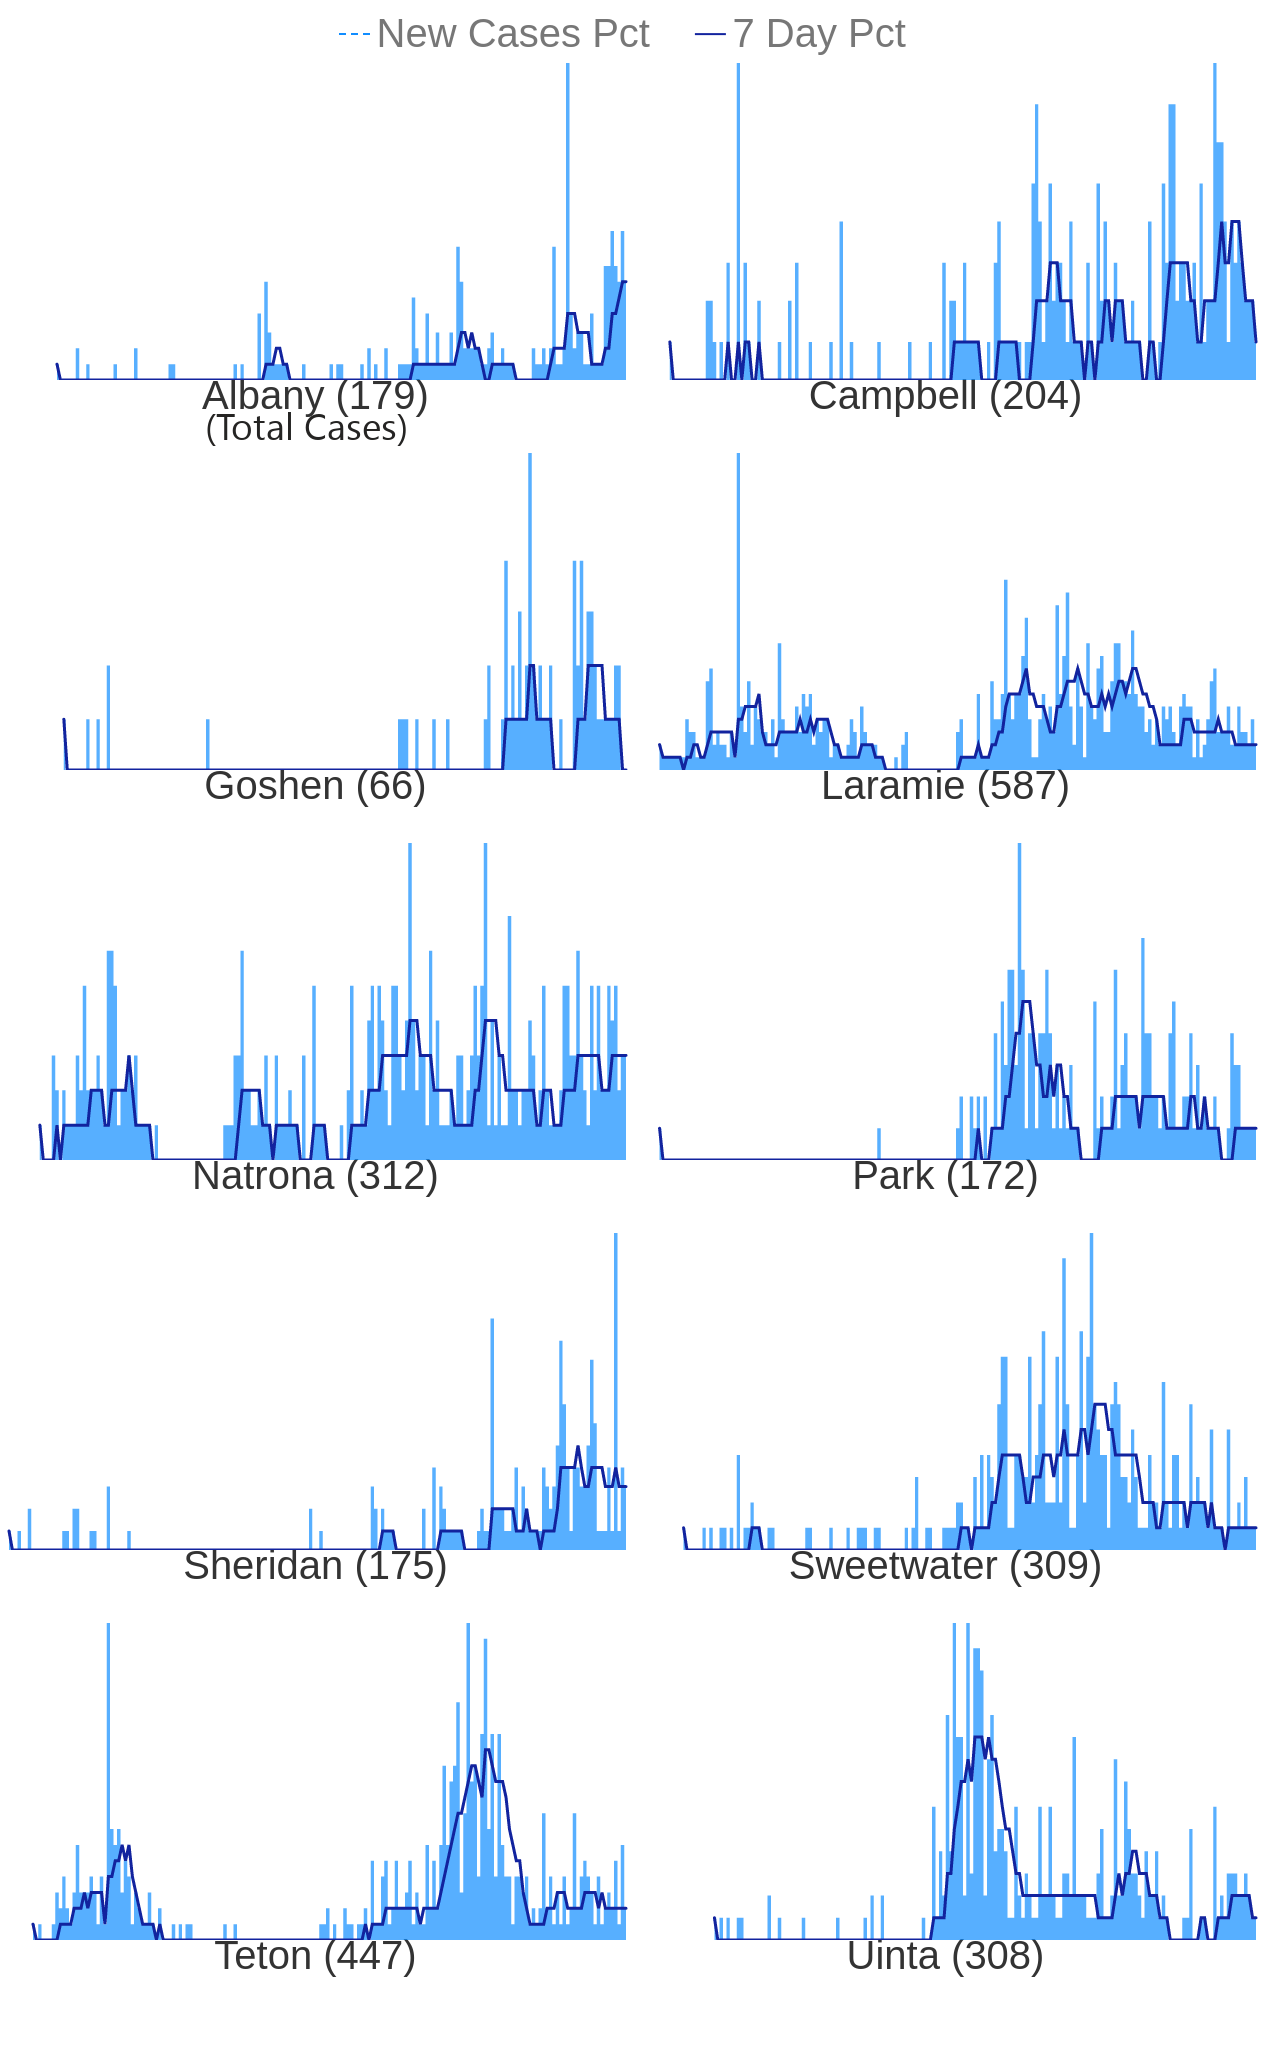 New Cases Pct 7 Day Pct
Albany (179) Campbell (204)
(Total Cases)
Goshen (66) Laramie (587)
Natrona (312) Park (172)
Sheridan (175) Sweetwater (309)
Teton (447) Uinta (308)